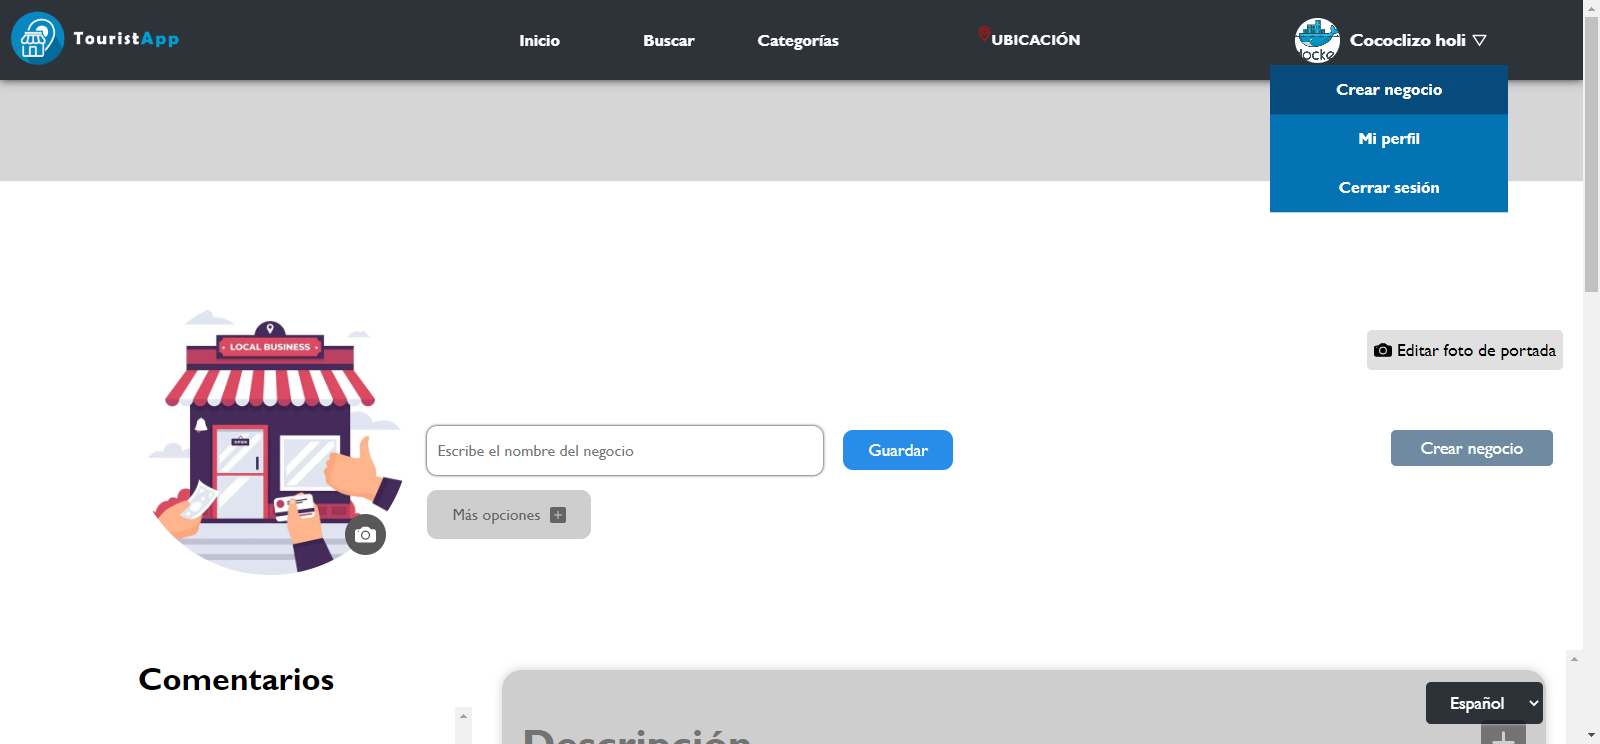 TouristApp
Inicio
Buscar
Categorías
UBICACIÓN
Cococlizo holi
Crear negocio
Mi perfil
Cerrar sesión
LOCAL BUSINESS
OPEN
Editar foto de portada
Escribe el nombre del negocio
Guardar
Crear negocio
Más opciones
Comentarios
Español
Descripción